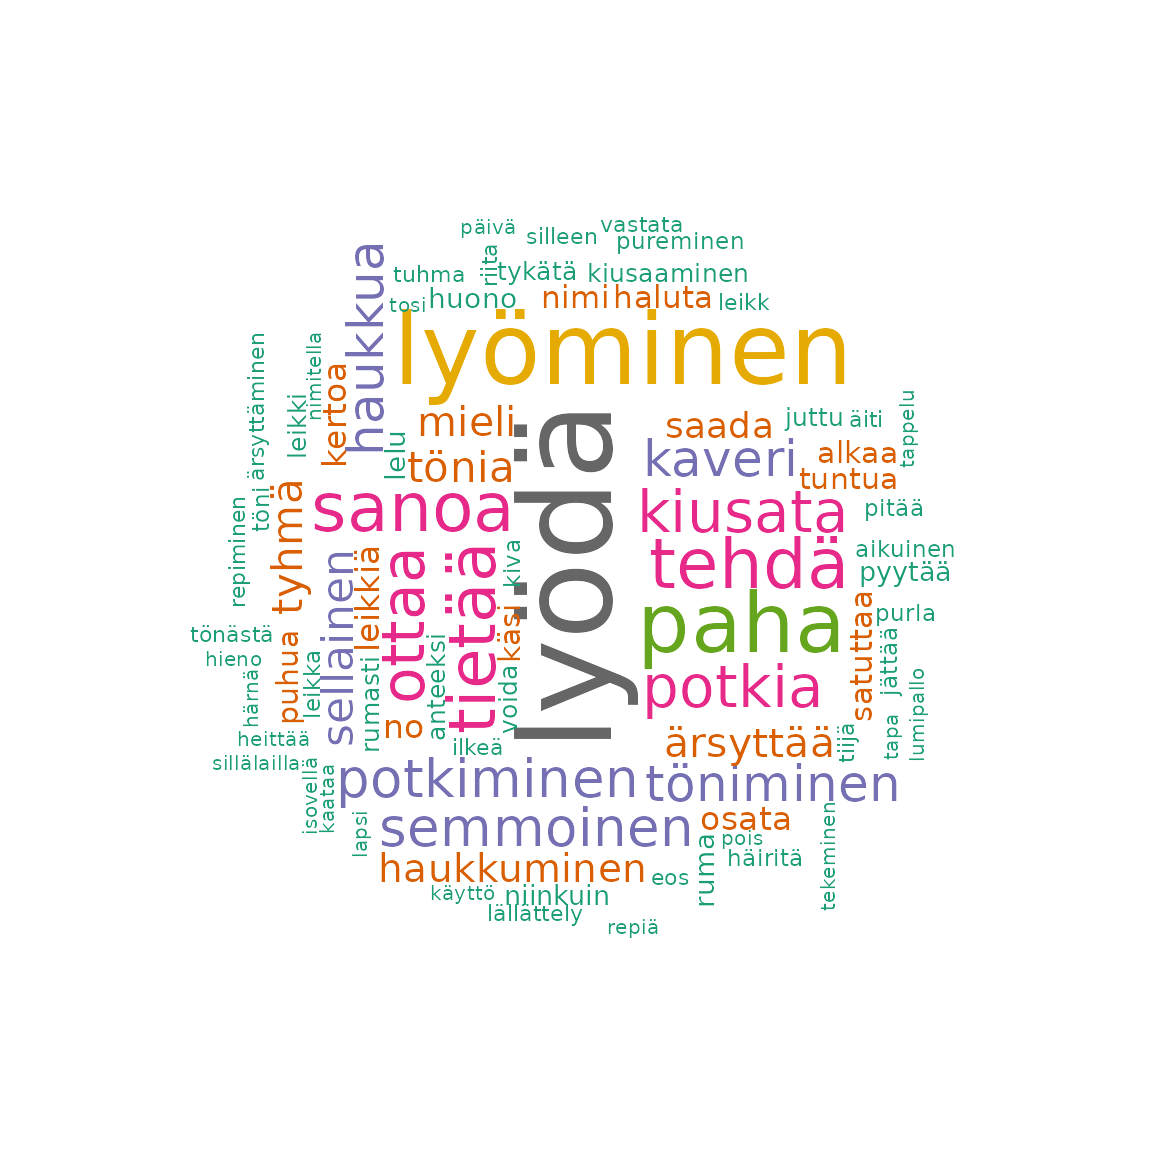 päivä
silleen
vastata
pureminen
riita
tuhma
tykätä
kiusaaminen
tosi
huono
nimi
haluta
leikk
haukkua
lyöminen
nimitella
ärsyttäminen
leikki
kertoa
lelu
mieli
tönia
saada
juttu
äiti
tappelu
kaveri
alkaa
tuntua
lyödä
sanoa
kiusata
pitää
töni
tyhmä
repiminen
tehdä
aikuinen
pyytää
kiva
käsi
tietää
ottaa
leikkiä
sellainen
paha
satuttaa
purla
jättää
tönästä
hieno
härnää
puhua
leikka
rumasti
anteeksi
voida
potkia
tapa
lumipallo
heittää
sillälailla
no
ilkeä
ärsyttää
tiijä
isovellä
kaataa
potkiminen
töniminen
lapsi
semmoinen
osata
pois
häiritä
tekeminen
haukkuminen
eos
ruma
käyttö
niinkuin
lällättely
repiä